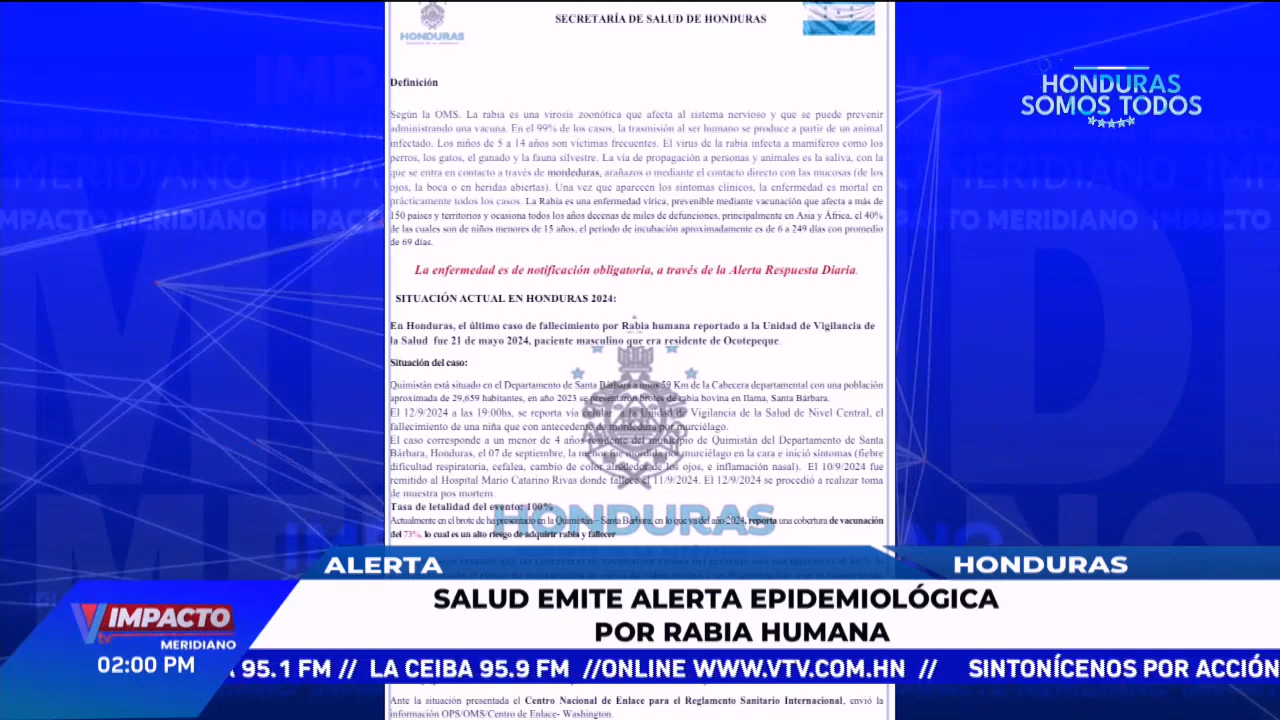 SECRETARÍA DE SALUD DE HONDURAS
HONDURAS
HONDURAS
SOMOS TODOS
Definición
Según la OMS. La rabia es una virosis zoonótica que afecta al sistema nervioso y que se puede prevenir
administrando una vacuna. En el 99% de los casos, la trasmisión al ser humano se produce a partir de un animal
infectado. Los niños de 5 a 14 años son víctimas frecuentes. El virus de la rabia infecta a mamíferos como los
perros, los gatos, el ganado y la fauna silvestre. La vía de propagación a personas y animales es la saliva, con la
que se entra en contacto a través de mordeduras, arañazos o mediante el contacto directo con las mucosas (de los
ojos, la boca o en heridas abiertas). Una vez que aparecen los síntomas clínicos, la enfermedad es mortal en
prácticamente todos los casos. La Rabia es una enfermedad vírica, prevenible mediante vacunación que afecta a más de
150 países y territorios y ocasiona todos los años decenas de miles de defunciones, principalmente en Asia y África, el 40%
de las cuales son de niños menores de 15 años, el periodo de incubación aproximadamente es de 6 a 249 días con promedio
de 69 días.
La enfermedad es de notificación obligatoria, a través de la Alerta Respuesta Diaria.
SITUACIÓN ACTUAL EN HONDURAS 2024:
En Honduras, el último caso de fallecimiento por Rabia humana reportado a la Unidad de Vigilancia de
la Salud fue 21 de mayo 2024, paciente masculino que era residente de Ocotepeque.
Situación del caso:
Quimistán está situado en el Departamento de Santa Bárbara a unos 59 Km de la Cabecera departamental con una población
aproximada de 29,659 habitantes, en año 2023 se presentaron brotes de rabia bovina en Ilama, Santa Bárbara.
El 12/9/2024 a las 19:00hs, se reporta vía celular a la Unidad de Vigilancia de la Salud de Nivel Central, el
fallecimiento de una niña que con antecedente de mordedura por murciélago.
El caso corresponde a un menor de 4 años residente del municipio de Quimistán del Departamento de Santa
Bárbara, Honduras, el 07 de septiembre, la menor fue mordida por murciélago en la cara e inició síntomas (fiebre
dificultad respiratoria, cefalea, cambio de color alrededor de los ojos, e inflamación nasal). El 10/9/2024 fue
remitido al Hospital Mario Catarino Rivas donde fallece el 11/9/2024. El 12/9/2024 se procedió a realizar toma
de muestra pos mortem.
Tasa de letalidad del evento: 100%
Actualmente en el brote de ha presentado en la Quimistán – Santa Bárbara, en lo que va del año 2024, reporta una cobertura de vacunación
del 73%, lo cual es un alto riesgo de adquirir rabia y fallecer
HONDURAS
ALERTA
HONDURAS
SALUD EMITE ALERTA EPIDEMIOLÓGICA
POR RABIA HUMANA
Vtv IMPACTO
MERIDIANO
02:00 PM
95.1 FM // LA CEIBA 95.9 FM //ONLINE WWW.VTV.COM.HN // SINTONÍCENOS POR ACCIÓN
Ante la situación presentada el Centro Nacional de Enlace para el Reglamento Sanitario Internacional, envió la
información OPS/OMS/Centro de Enlace- Washington.